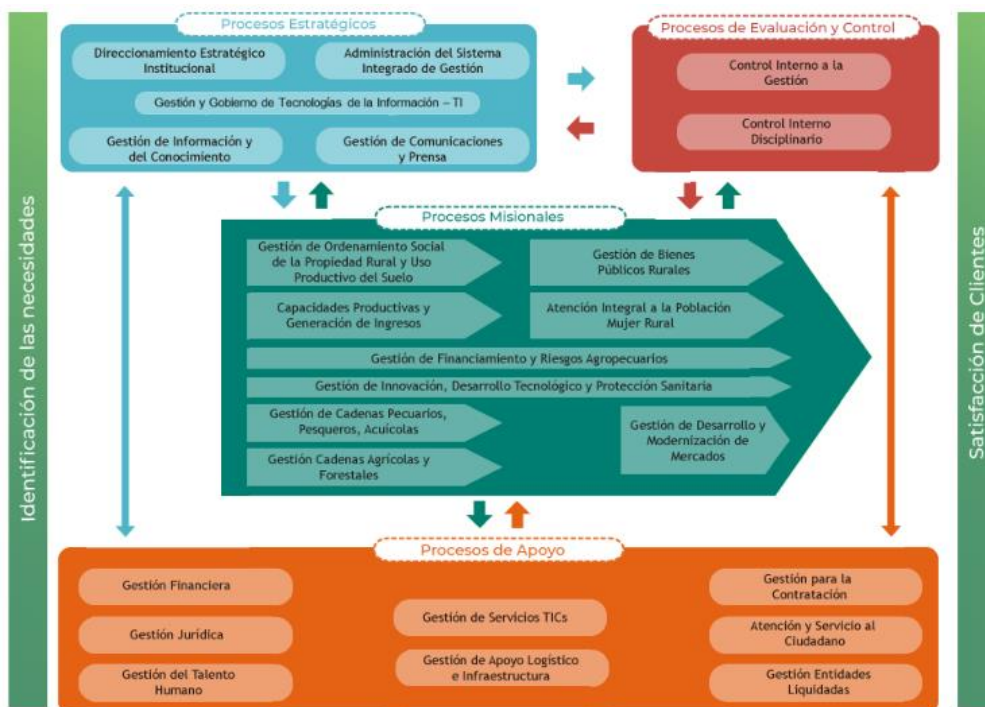 Procesos Estratégicos
Direccionamiento Estratégico
Institucional
Administración del Sistema
Integrado de Gestión
Gestión y Gobierno de Tecnologías de la Información – TI
Gestión de Información y
del Conocimiento
Gestión de Comunicaciones
y Prensa
Procesos de Evaluación y Control
Control Interno a la
Gestión
Control Interno
Disciplinario
Identificación de las necesidades
Procesos Misionales
Gestión de Ordenamiento Social
de la Propiedad Rural y Uso
Productivo del Suelo
Gestión de Bienes
Públicos Rurales
Capacidades Productivas y
Generación de Ingresos
Atención Integral a la Población
Mujer Rural
Gestión de Financiamiento y Riesgos Agropecuarios
Gestión de Innovación, Desarrollo Tecnológico y Protección Sanitaria
Gestión de Cadenas Pecuarios,
Pesqueros, Acuícolas
Gestión Cadenas Agrícolas y
Forestales
Gestión de Desarrollo y
Modernización de
Mercados
Satisfacción de Clientes
Procesos de Apoyo
Gestión Financiera
Gestión Jurídica
Gestión del Talento
Humano
Gestión de Servicios TICs
Gestión de Apoyo Logístico
e Infraestructura
Gestión para la
Contratación
Atención y Servicio al
Ciudadano
Gestión Entidades
Liquidadas